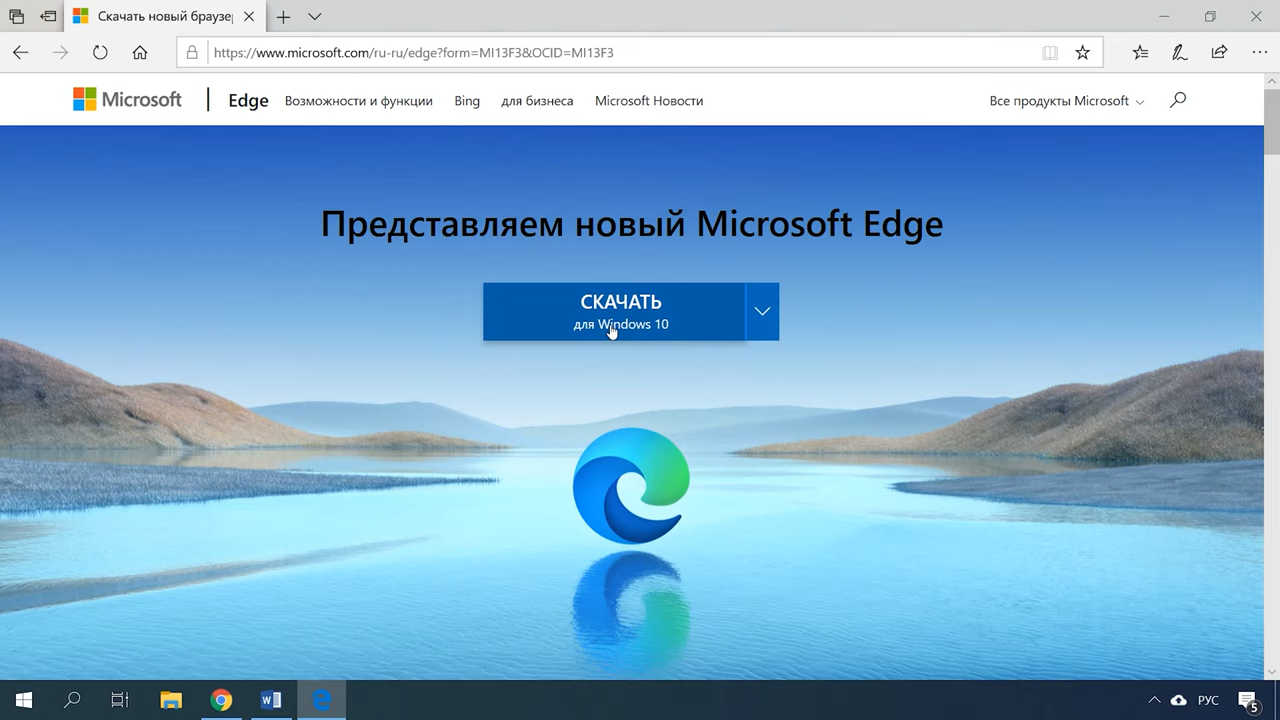 Скачать новый браузер
https://www.microsoft.com/ru-ru/edge?form=MI13F3&OCID=MI13F3
Microsoft Edge Возможности и функции Bing для бизнеса Microsoft Новости Все продукты Microsoft
Представляем новый Microsoft Edge
СКАЧАТЬ
для Windows 10
РУС 5